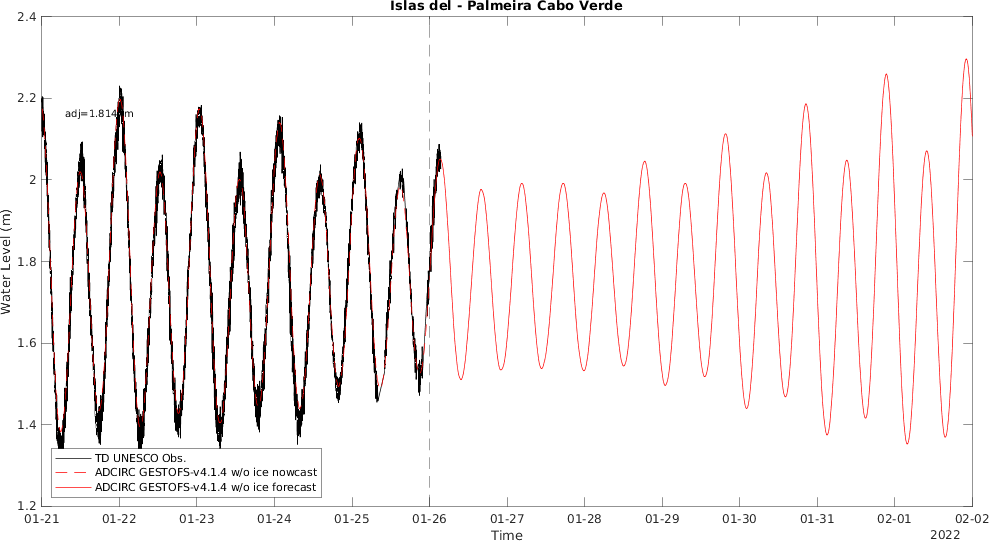 Islas del - Palmeira Cabo Verde
2.4
2.2
2
1.8
1.6
1.4
1.2
Water Level (m)
adj=1.814 m
TD UNESCO Obs.
ADCIRC GESTOFS-v4.1.4 w/o ice nowcast
ADCIRC GESTOFS-v4.1.4 w/o ice forecast
01-21 01-22 01-23 01-24 01-25 01-26 01-27 01-28 01-29 01-30 01-31 02-01 02-02
Time
2022